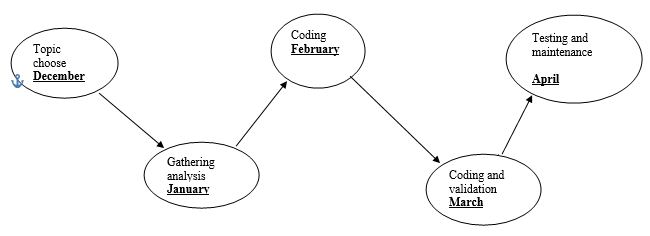 Topic
choose
December
Gathering
analysis
January
Coding
February
Coding and
validation
March
Testing and
maintenance
April